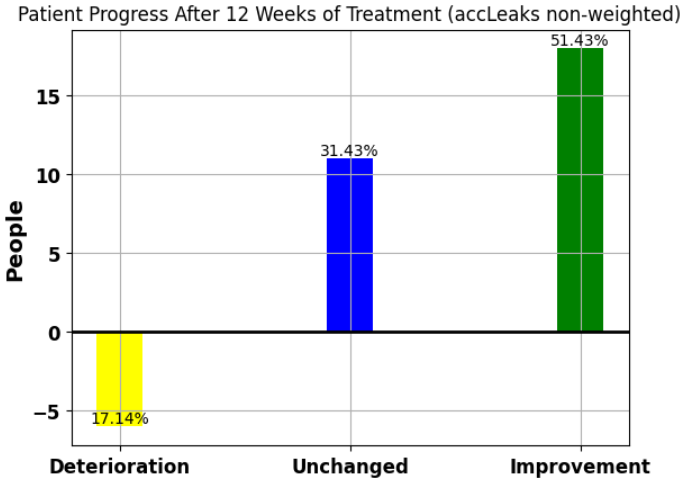 Patient Progress After 12 Weeks of Treatment (accLeaks non-weighted)
51.43%
15
31.43%
10
People
5
0
−5
17.14%
Deterioration Unchanged Improvement